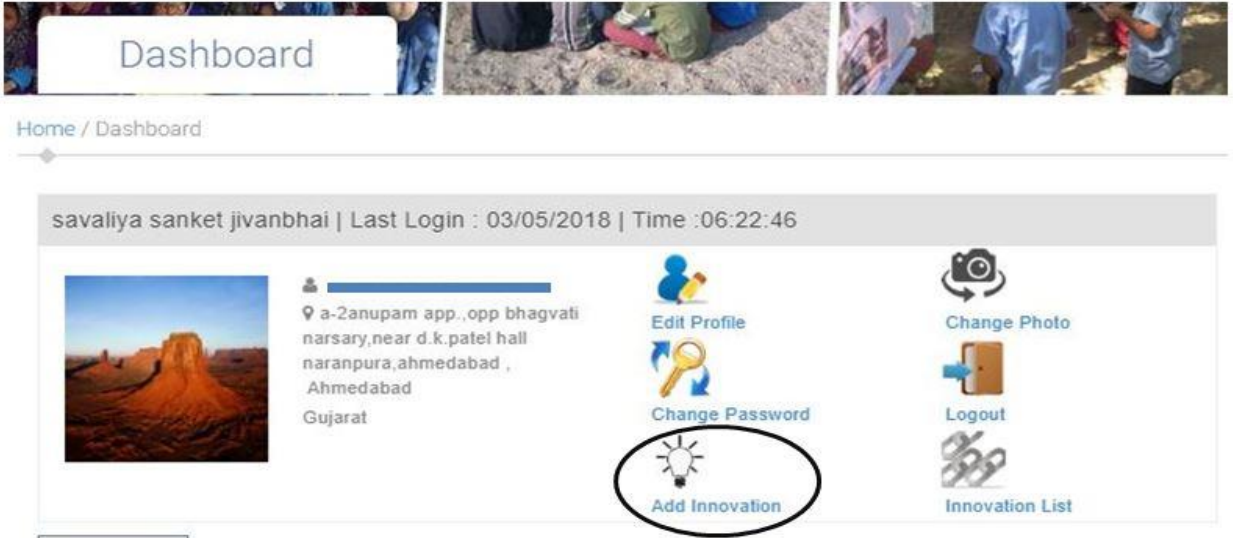 Dashboard
Home / Dashboard
savaliya sanket jivanbhai | Last Login : 03/05/2018 | Time :06:22:46
a-2anupam app.,opp bhagvati
narsary,near d.k.patel hall
naranpura,ahmedabad ,
Ahmedabad
Gujarat
Edit Profile
Change Photo
Change Password
Logout
Add Innovation
Innovation List